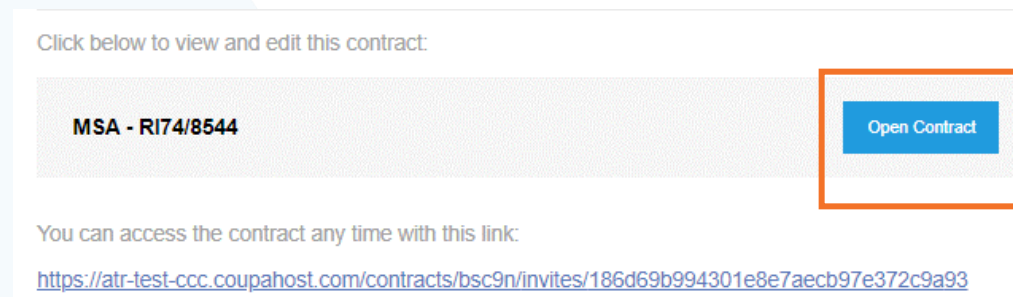 Click below to view and edit this contract:
MSA - RI74/8544
Open Contract
You can access the contract any time with this link:
https://atr-test-ccc.coupahost.com/contracts/bsc9n/invites/186d69b994301e8e7aecb97e372c9a93